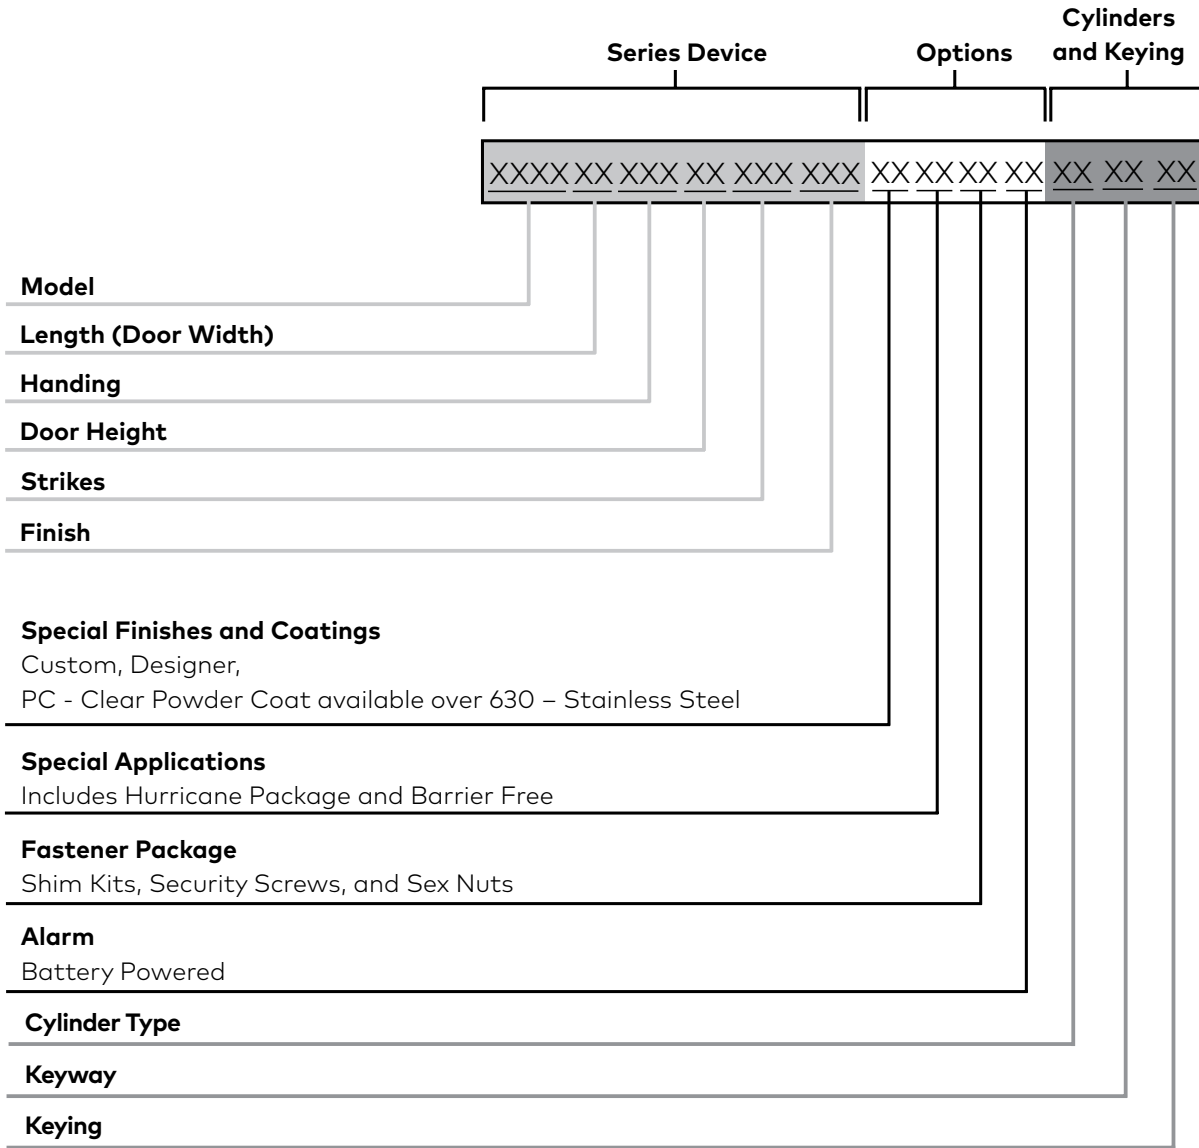 Cylinders
Series Device Options and Keying
XXXX XX XXX XX XXX XXX XX XX XX XX XX XX XX
Model
Length (Door Width)
Handing
Door Height
Strikes
Finish
Special Finishes and Coatings
Custom, Designer,
PC - Clear Powder Coat available over 630 – Stainless Steel
Special Applications
Includes Hurricane Package and Barrier Free
Fastener Package
Shim Kits, Security Screws, and Sex Nuts
Alarm
Battery Powered
Cylinder Type
Keyway
Keying